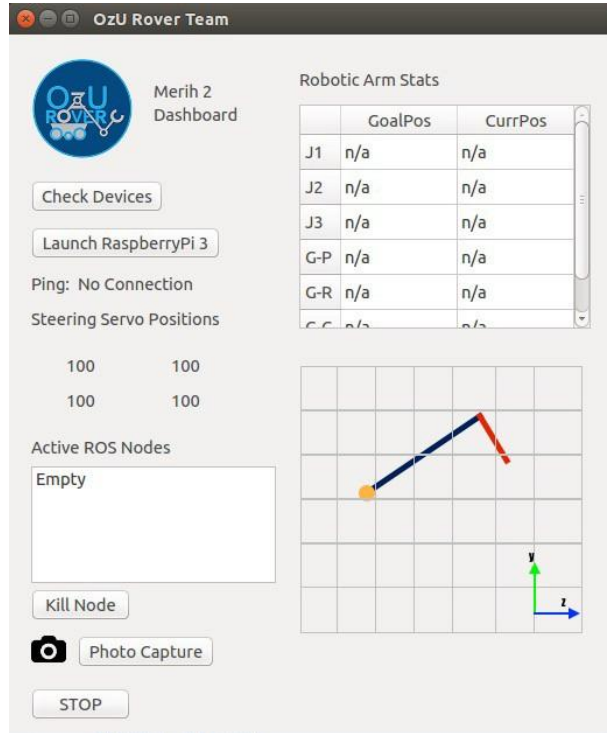 OzU Rover Team
OzU
ROVER
Merih 2
Dashboard
Check Devices
Launch RaspberryPi 3
Ping: No Connection
Steering Servo Positions
100 100
100 100
Active ROS Nodes
Empty
Kill Node
Photo Capture
STOP
Robotic Arm Stats
GoalPos CurrPos
J1 n/a n/a
J2 n/a n/a
J3 n/a n/a
G-P n/a n/a
G-R n/a n/a
n/a n/a
y
z